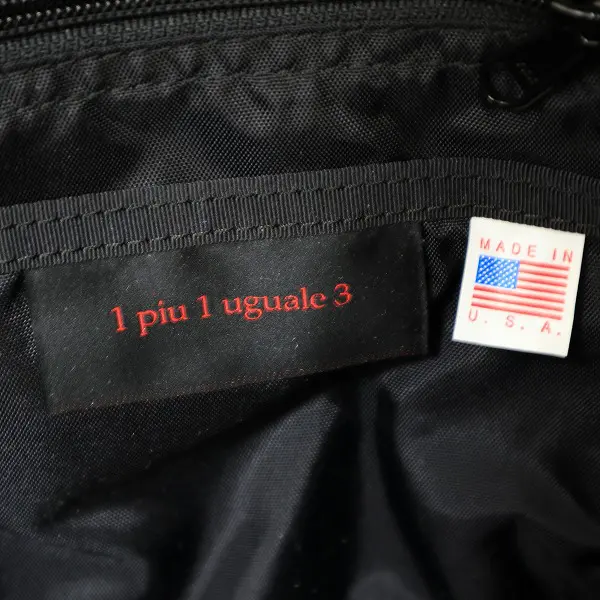 1 piu 1 uguale 3
MADE IN
U. S. A.